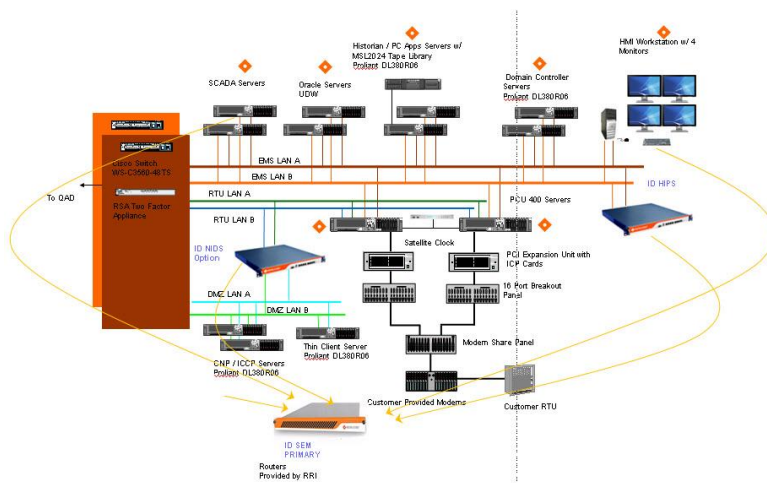 Historian / PC Apps Servers w/
MSL2024 Tape Library
Proliant DL380R06
HMI Workstation w/ 4
Monitors
SCADA Servers
Oracle Servers
UDW
Domain Controller
Servers
Proliant DL380R06
Cisco Switch
WS-C3560-48TS
EMS LAN A
EMS LAN B
To QAD
RSA Two Factor
Appliance
RTU LAN A
RTU LAN B
PCU 400 Servers
ID HIPS
ID NIDS
Option
Satellite Clock
PCI Expansion Unit with
ICP Cards
16 Port Breakout
Panel
DMZ LAN A
DMZ LAN B
Modem Share Panel
CNP / ICCP Servers
Proliant DL380R06
Thin Client Server
Proliant DL380R06
Customer Provided Modems
Customer RTU
ID SEM
PRIMARY
Routers
Provided by RRI